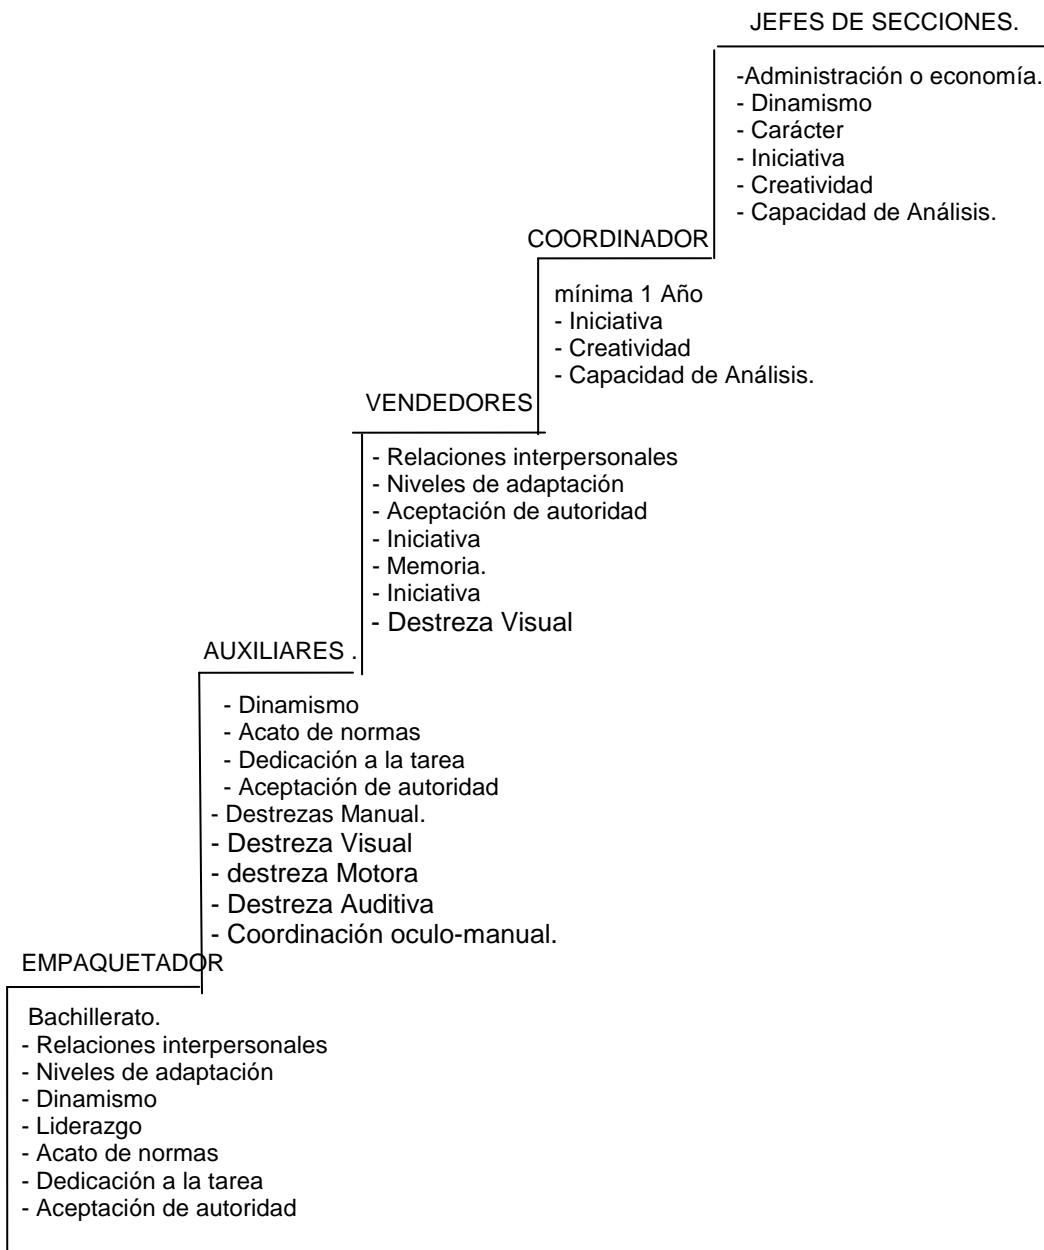 JEFES DE SECCIONES.
-Administración o economía.
- Dinamismo
- Carácter
- Iniciativa
- Creatividad
- Capacidad de Análisis.
COORDINADOR
mínima 1 Año
- Iniciativa
- Creatividad
- Capacidad de Análisis.
VENDEDORES
- Relaciones interpersonales
- Niveles de adaptación
- Aceptación de autoridad
- Iniciativa
- Memoria.
- Iniciativa
- Destreza Visual
AUXILIARES .
- Dinamismo
- Acato de normas
- Dedicación a la tarea
- Aceptación de autoridad
- Destrezas Manual.
- Destreza Visual
- destreza Motora
- Destreza Auditiva
- Coordinación oculo-manual.
EMPAQUETADOR
Bachillerato.
- Relaciones interpersonales
- Niveles de adaptación
- Dinamismo
- Liderazgo
- Acato de normas
- Dedicación a la tarea
- Aceptación de autoridad